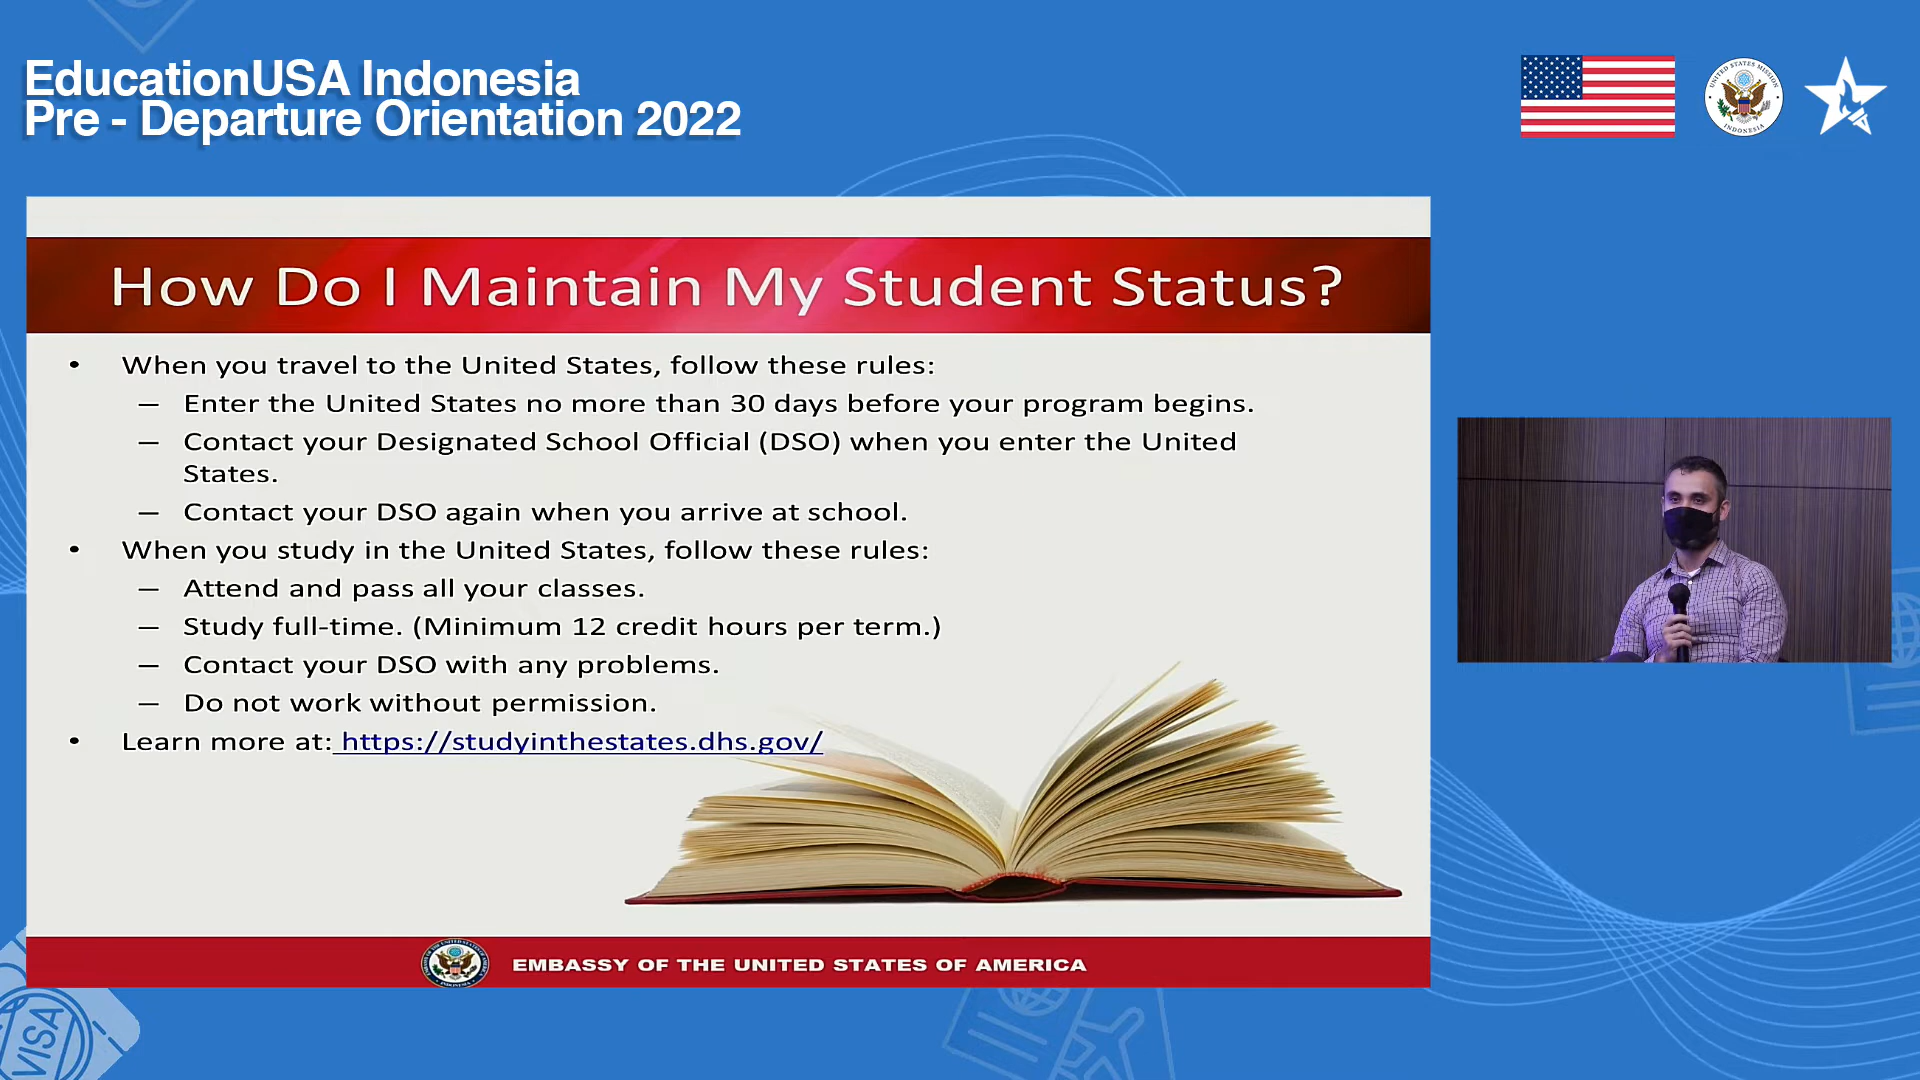 EducationUSA Indonesia
Pre - Departure Orientation 2022
UNITED STATES MISSION
INDONESIA
How Do I Maintain My Student Status?
• When you travel to the United States, follow these rules:
— Enter the United States no more than 30 days before your program begins.
— Contact your Designated School Official (DSO) when you enter the United
States.
— Contact your DSO again when you arrive at school.
• When you study in the United States, follow these rules:
— Attend and pass all your classes.
— Study full-time. (Minimum 12 credit hours per term.)
— Contact your DSO with any problems.
— Do not work without permission.
• Learn more at: https://studyinthestates.dhs.gov/
EMBASSY OF THE UNITED STATES OF AMERICA
VISA